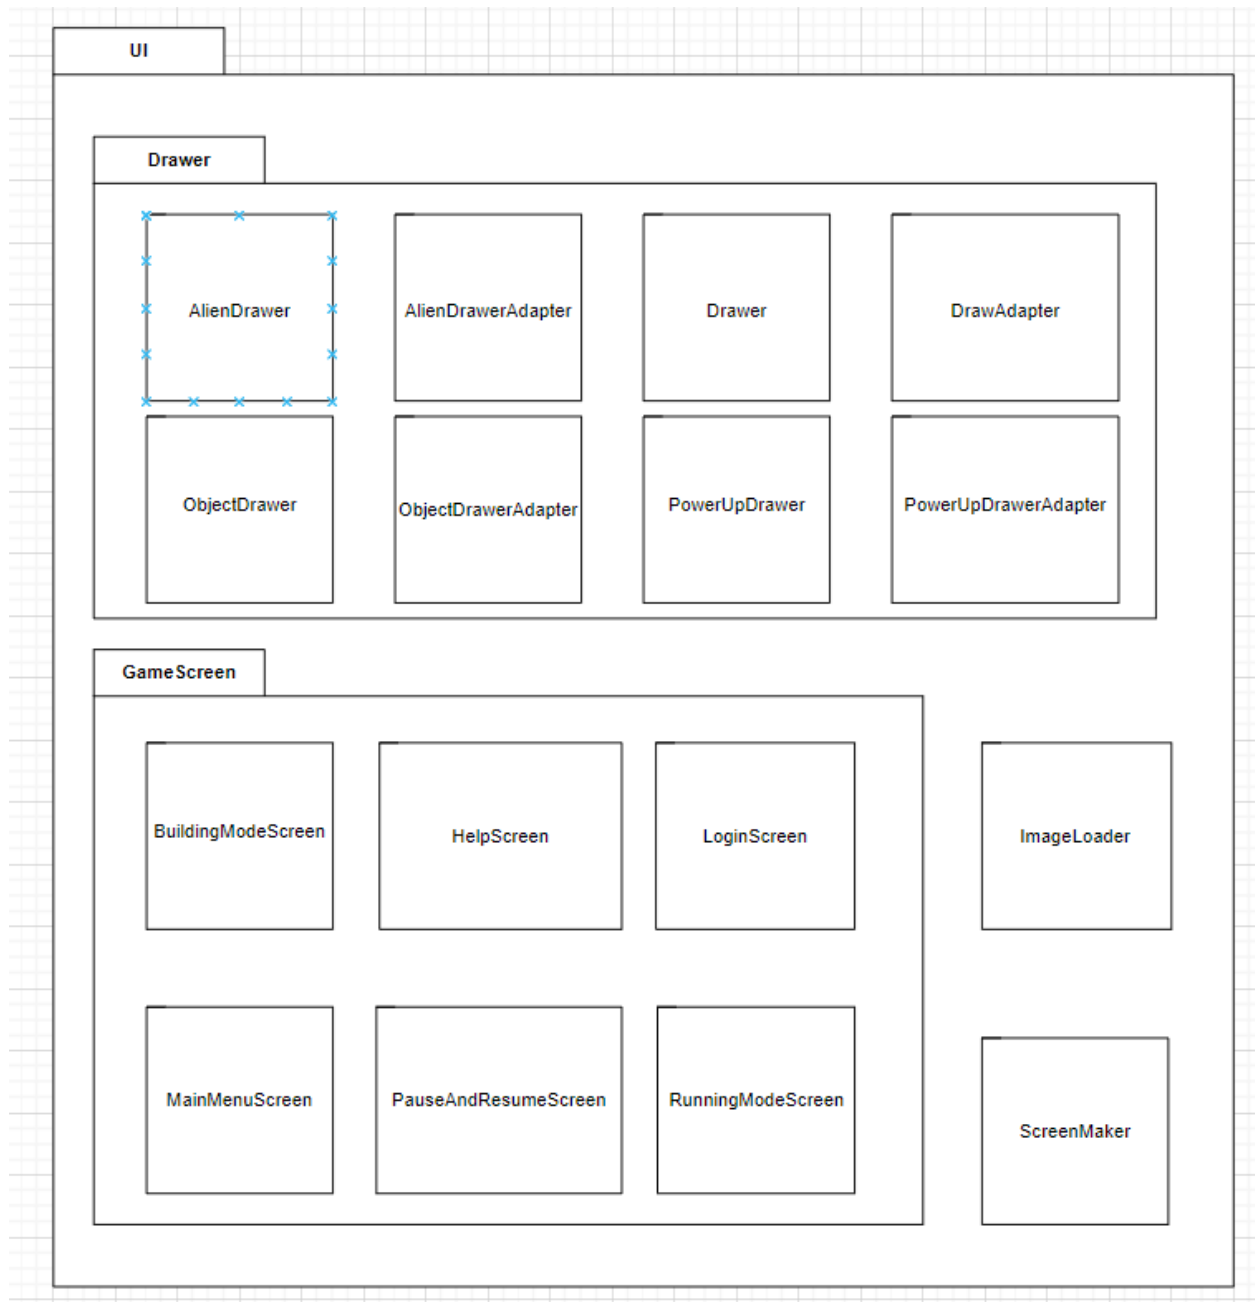 UI
Drawer
AlienDrawer
AlienDrawerAdapter
Drawer
DrawAdapter
ObjectDrawer
ObjectDrawerAdapter
PowerUpDrawer
PowerUpDrawerAdapter
GameScreen
BuildingModeScreen
HelpScreen
LoginScreen
ImageLoader
MainMenuScreen
PauseAndResumeScreen
RunningModeScreen
ScreenMaker